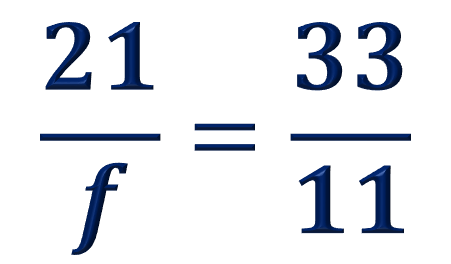 21/f = 33/11